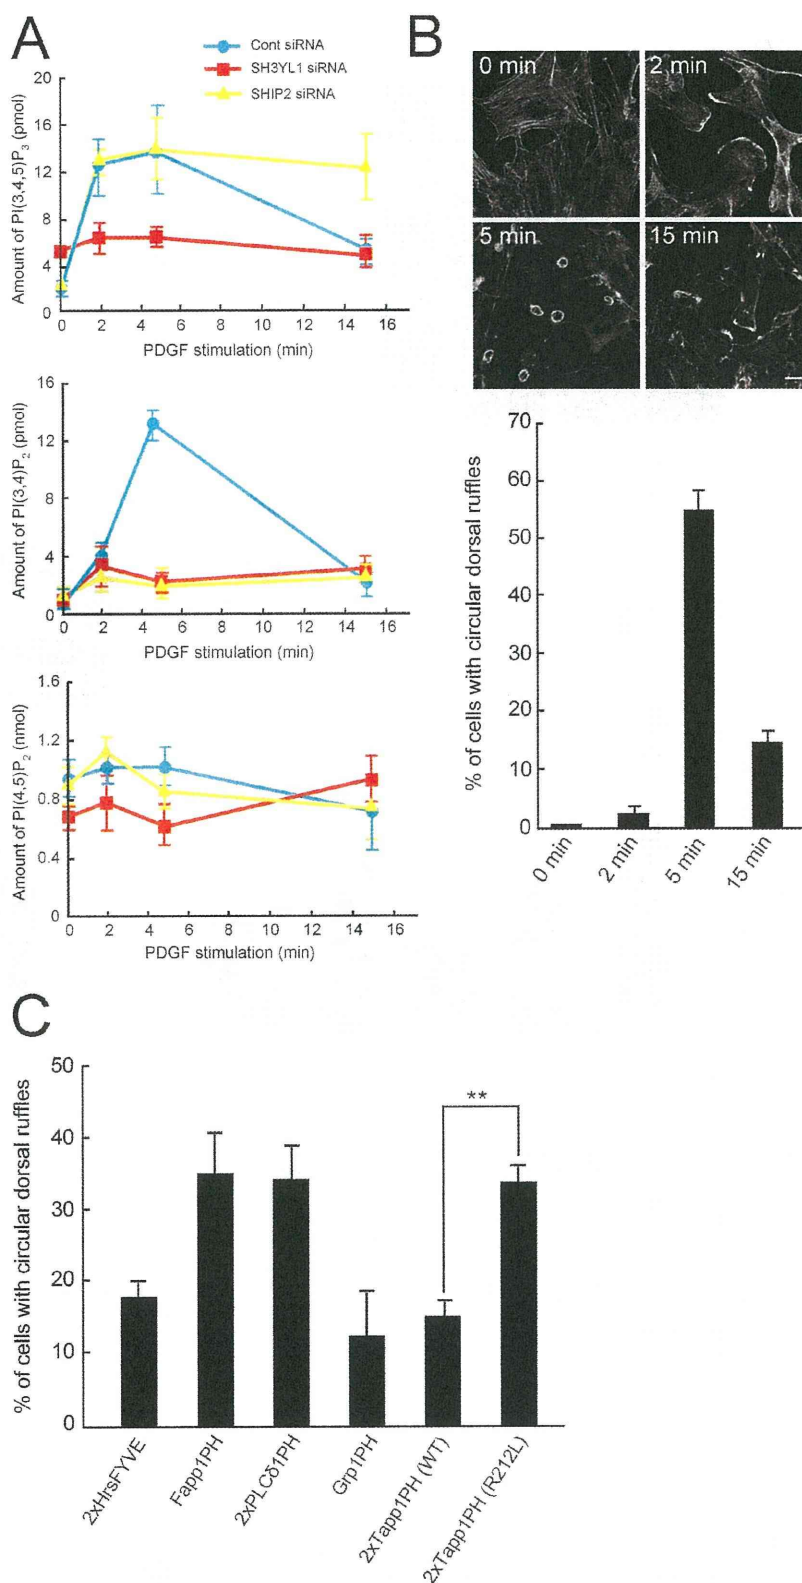 A
Cont siRNA
SH3YL1 siRNA
SHIP2 siRNA
Amount of PI(3,4,5)P3 (pmol)
20
16
12
8
4
0
0 2 4 6 8 10 12 14 16
PDGF stimulation (min)
Amount of PI(3,4)P2 (pmol)
16
12
8
4
0
0 2 4 6 8 10 12 14 16
PDGF stimulation (min)
Amount of PI(4,5)P2 (nmol)
1.6
1.2
0.8
0.4
0
0 2 4 6 8 10 12 14 16
PDGF stimulation (min)
B
0 min
2 min
5 min
15 min
% of cells with circular dorsal ruffles
70
60
50
40
30
20
10
0
0 min
2 min
5 min
15 min
C
% of cells with circular dorsal ruffles
50
40
30
20
10
0
**
2xHrsFYVE
Fapp1PH
2xPLCδ1PH
Grp1PH
2xTapp1PH (WT)
2xTapp1PH (R212L)